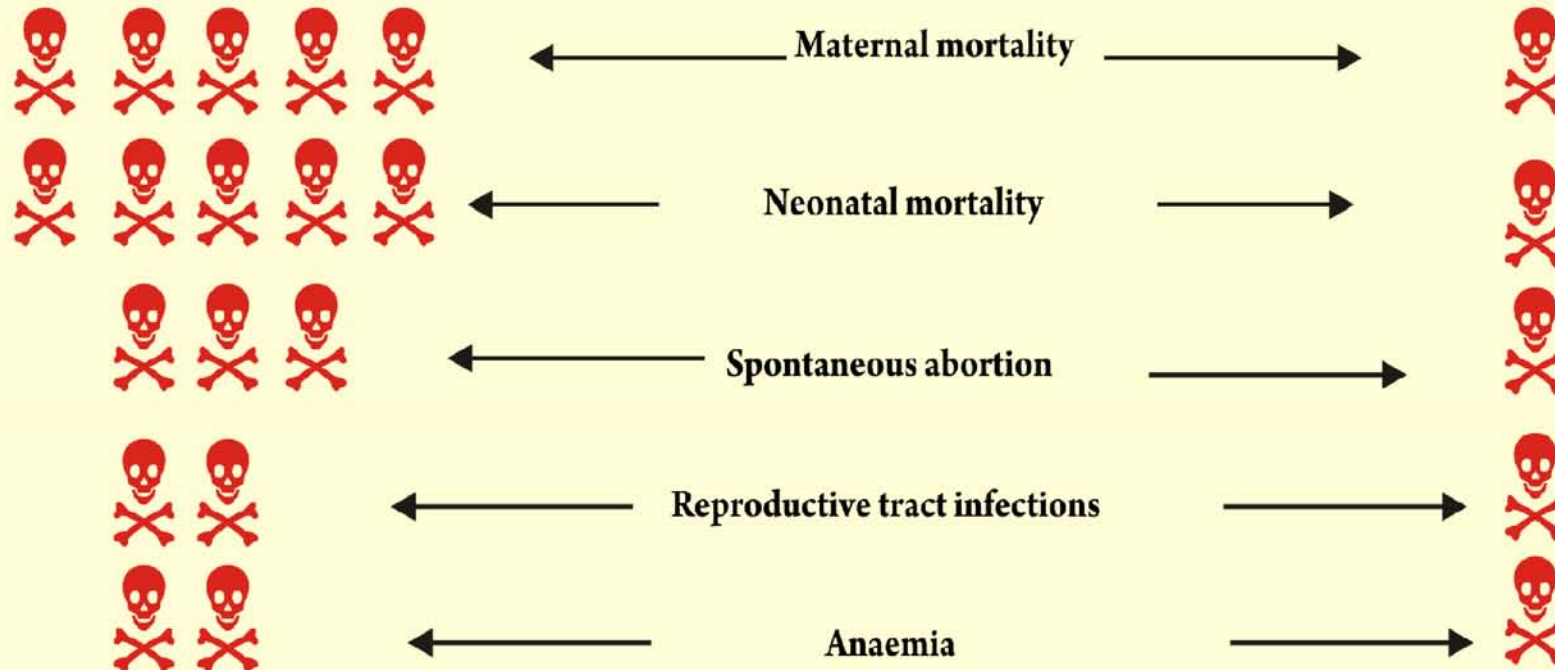 Maternal mortality
Neonatal mortality
Spontaneous abortion
Reproductive tract infections
Anaemia